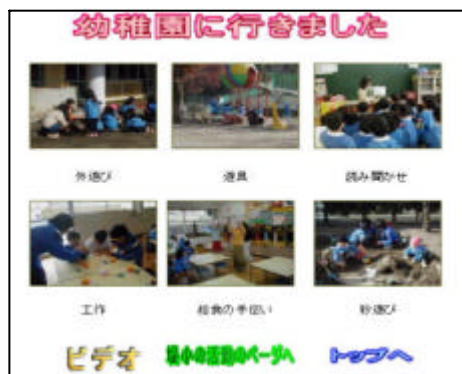 幼稚園に行きました
外遊び 遊具 読み聞かせ
工作 給食の手伝い 砂遊び
ビデオ 堤小の活動のページへ トップへ